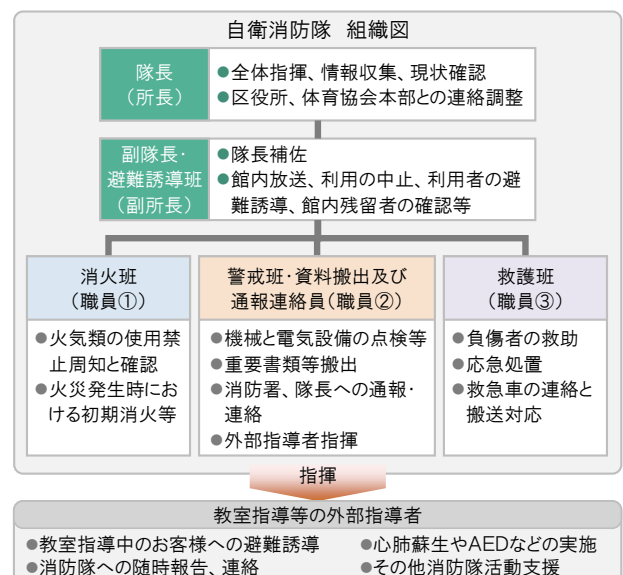 自衛消防隊 組織図
隊長
(所長)
●全体指揮、情報収集、現状確認
●区役所、体育協会本部との連絡調整
副隊長・
避難誘導班
(副所長)
●隊長補佐
●館内放送、利用の中止、利用者の避
難誘導、館内残留者の確認等
消火班
(職員①)
●火気類の使用禁
止周知と確認
●火災発生時にお
ける初期消火等
警戒班・資料搬出及び
通報連絡員(職員②)
●機械と電気設備の点検等
●重要書類等搬出
●消防署、隊長への通報・
連絡
●外部指導者指揮
救護班
(職員③)
●負傷者の救助
●応急処置
●救急車の連絡と
搬送対応
指揮
教室指導等の外部指導者
●教室指導中のお客様への避難誘導
●消防隊への随時報告、連絡
●心肺蘇生やAEDなどの実施
●その他消防隊活動支援